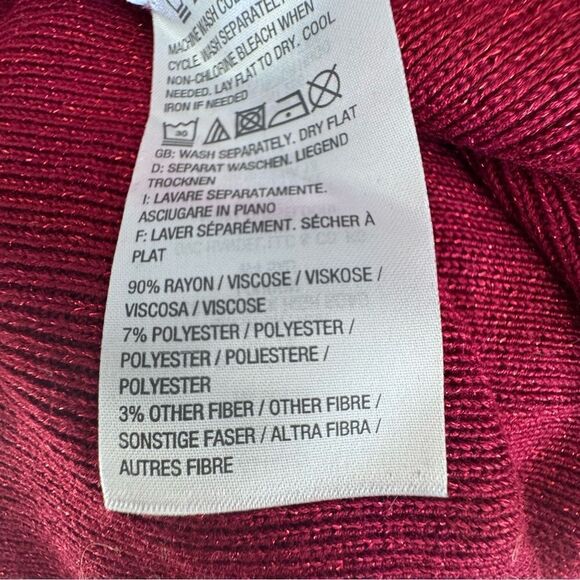 MACHINE WASH
CYCLE. WASH SEPARATELY.
NON-CHLORINE BLEACH WHEN
NEEDED. LAY FLAT TO DRY. COOL
IRON IF NEEDED
30
GB: WASH SEPARATELY. DRY FLAT
D: SEPARAT WASCHEN. LIEGEND
TROCKNEN
I: LAVARE SEPARATAMENTE.
ASCIUGARE IN PIANO
F: LAVER SÉPARÉMENT. SÉCHER À
PLAT
90% RAYON / VISCOSE / VISKOSE /
VISCOSA / VISCOSE
7% POLYESTER / POLYESTER /
POLYESTER / POLIESTERE /
POLYESTER
3% OTHER FIBER / OTHER FIBRE /
SONSTIGE FASER / ALTRA FIBRA /
AUTRES FIBRE